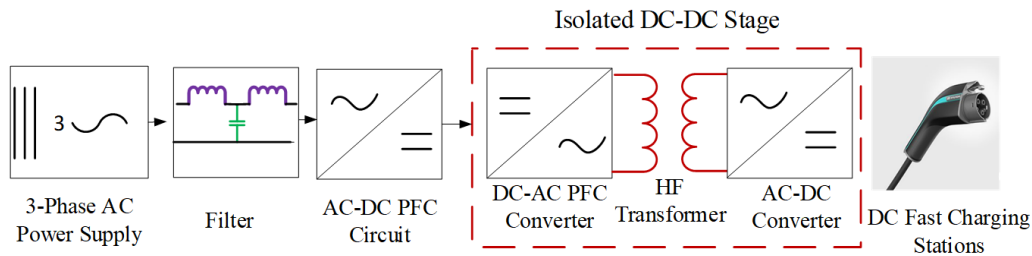 Isolated DC-DC Stage
3
3-Phase AC
Power Supply
Filter
AC-DC PFC
Circuit
DC-AC PFC
Converter
HF
Transformer
AC-DC
Converter
DC Fast Charging
Stations